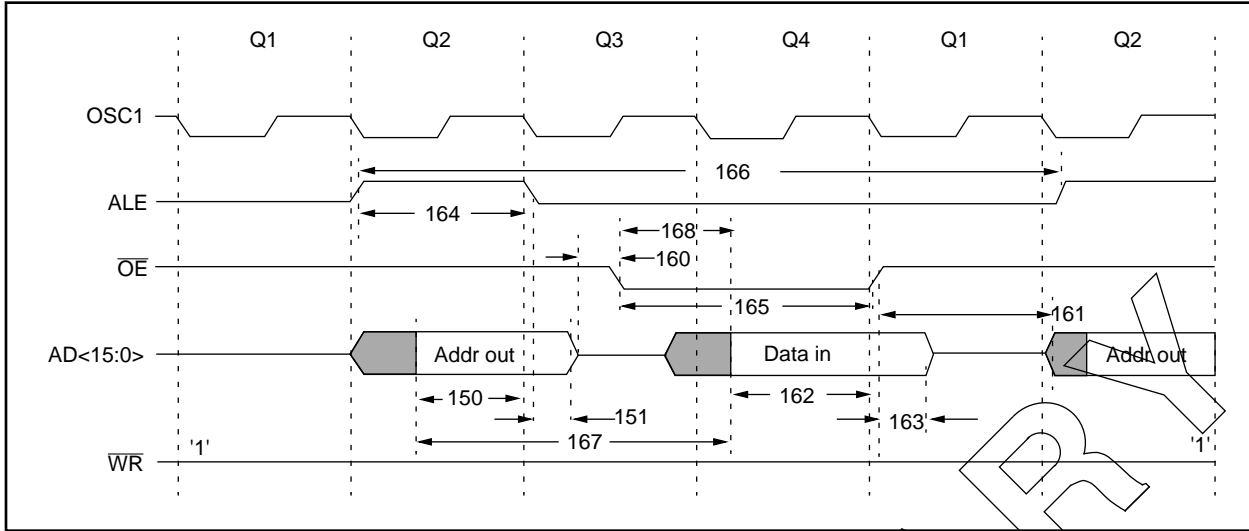 Q1 Q2 Q3 Q4 Q1 Q2
OSC1
166
ALE
164
168
160
OE
165
161
AD<15:0> Addr out Data in Addr out
150 162
151 163
167
'1' '1'
WR
R Y